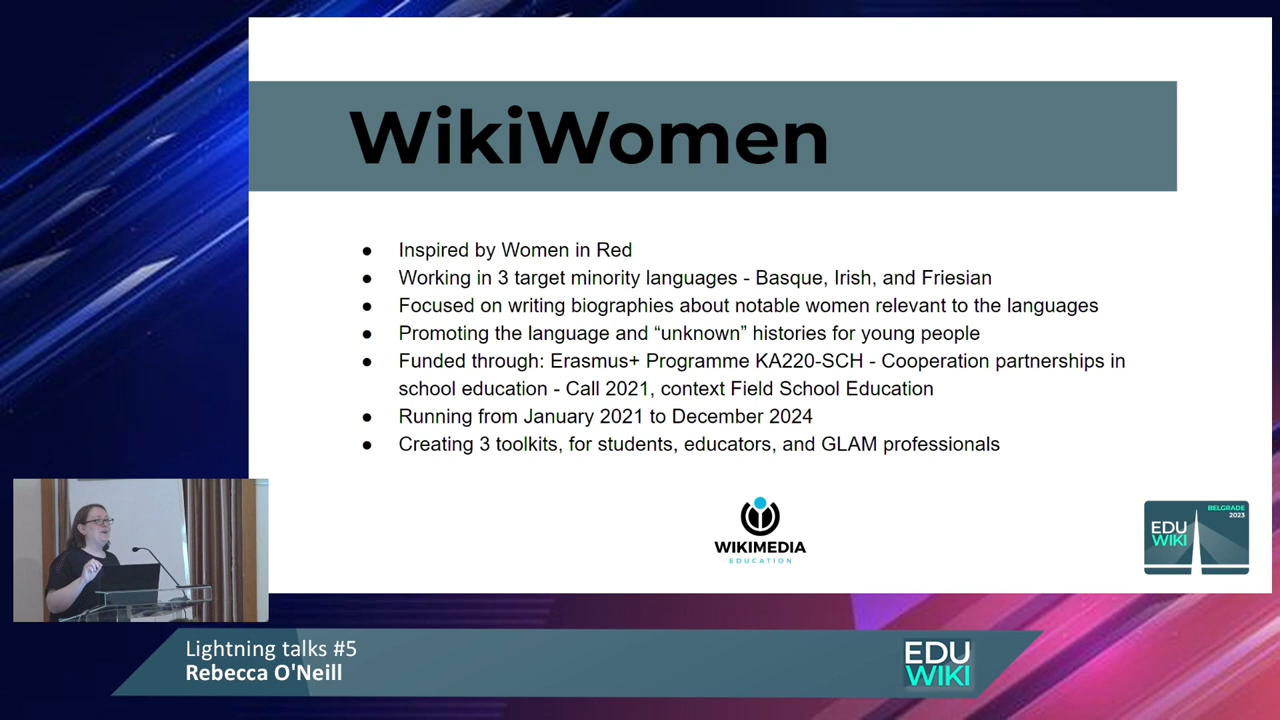 WikiWomen
● Inspired by Women in Red
● Working in 3 target minority languages - Basque, Irish, and Friesian
● Focused on writing biographies about notable women relevant to the languages
● Promoting the language and “unknown” histories for young people
● Funded through: Erasmus+ Programme KA220-SCH - Cooperation partnerships in
school education - Call 2021, context Field School Education
● Running from January 2021 to December 2024
● Creating 3 toolkits, for students, educators, and GLAM professionals
WIKIMEDIA
EDUCATION
BELGRADE
2023
EDU
WIKI
Lightning talks #5
Rebecca O'Neill
EDU
WIKI